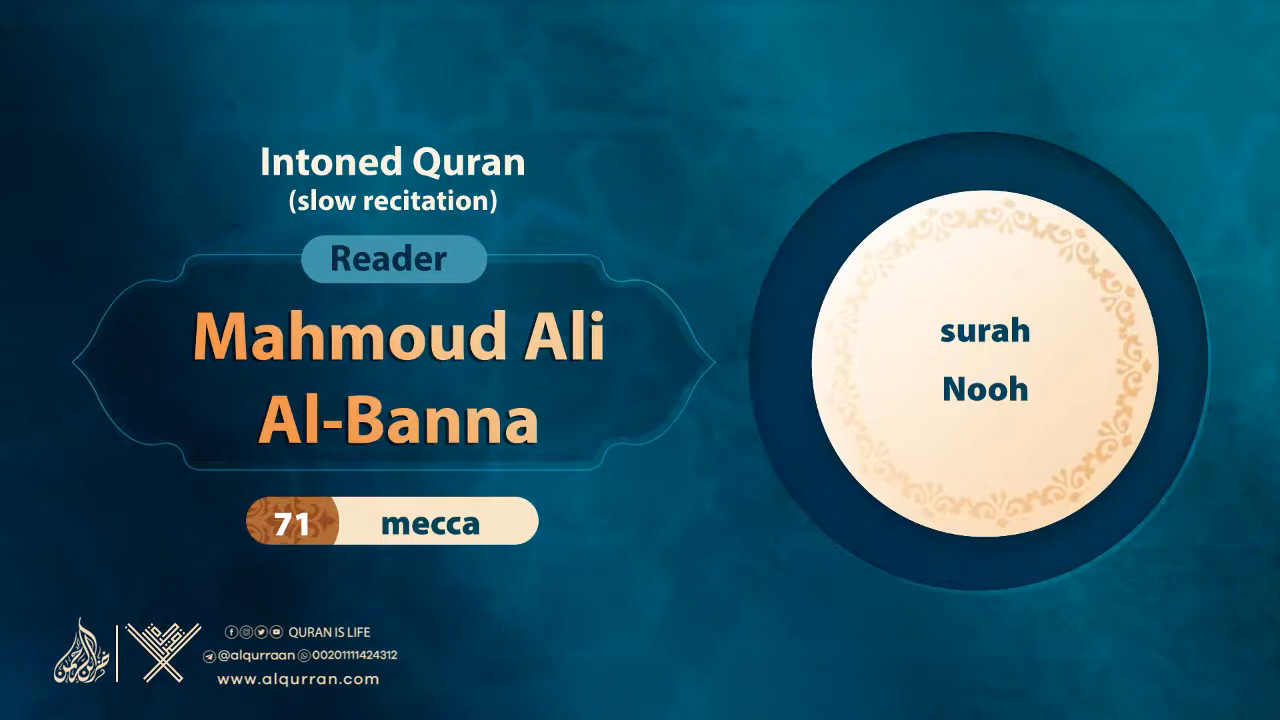 Intoned Quran
(slow recitation)
Reader
Mahmoud Ali
Al-Banna
71 mecca
surah
Nooh
QURAN IS LIFE
@alqurraan 00201111424312
www.alqurran.com